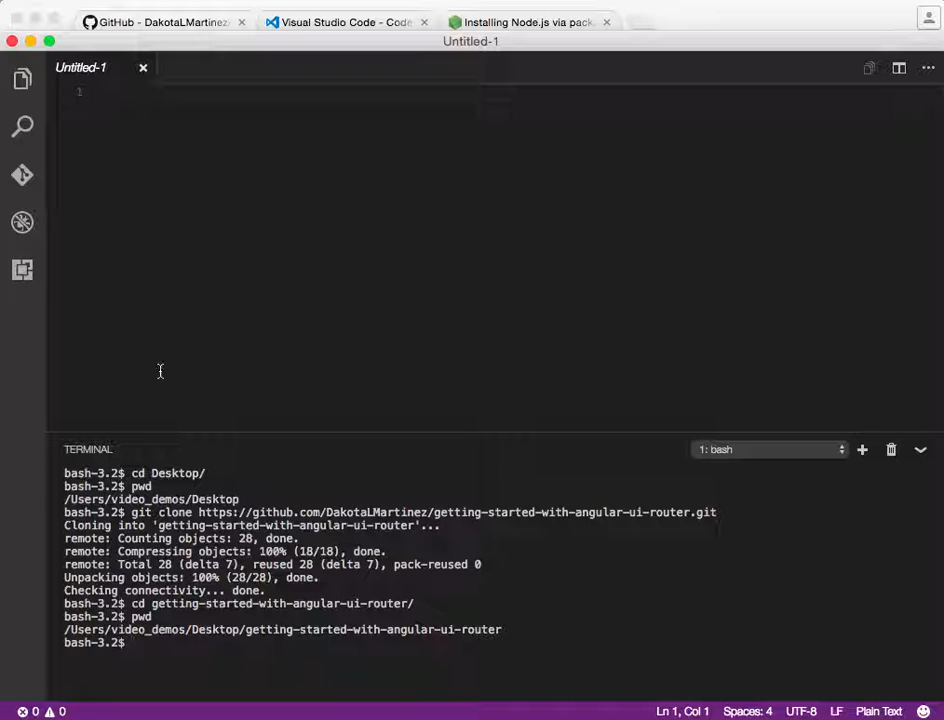 GitHub - DakotaLMartinez/
Visual Studio Code - Code
Installing Node.js via pack
Untitled-1
Untitled-1
1
TERMINAL
1: bash
bash-3.2$ cd Desktop/
bash-3.2$ pwd
/Users/video_demos/Desktop
bash-3.2$ git clone https://github.com/DakotaLMartinez/getting-started-with-angular-ui-router.git
Cloning into 'getting-started-with-angular-ui-router'...
remote: Counting objects: 28, done.
remote: Compressing objects: 100% (18/18), done.
remote: Total 28 (delta 7), reused 28 (delta 7), pack-reused 0
Unpacking objects: 100% (28/28), done.
Checking connectivity... done.
bash-3.2$ cd getting-started-with-angular-ui-router/
bash-3.2$ pwd
/Users/video_demos/Desktop/getting-started-with-angular-ui-router
bash-3.2$
0 0 Ln 1, Col 1 Spaces: 4 UTF-8 LF Plain Text